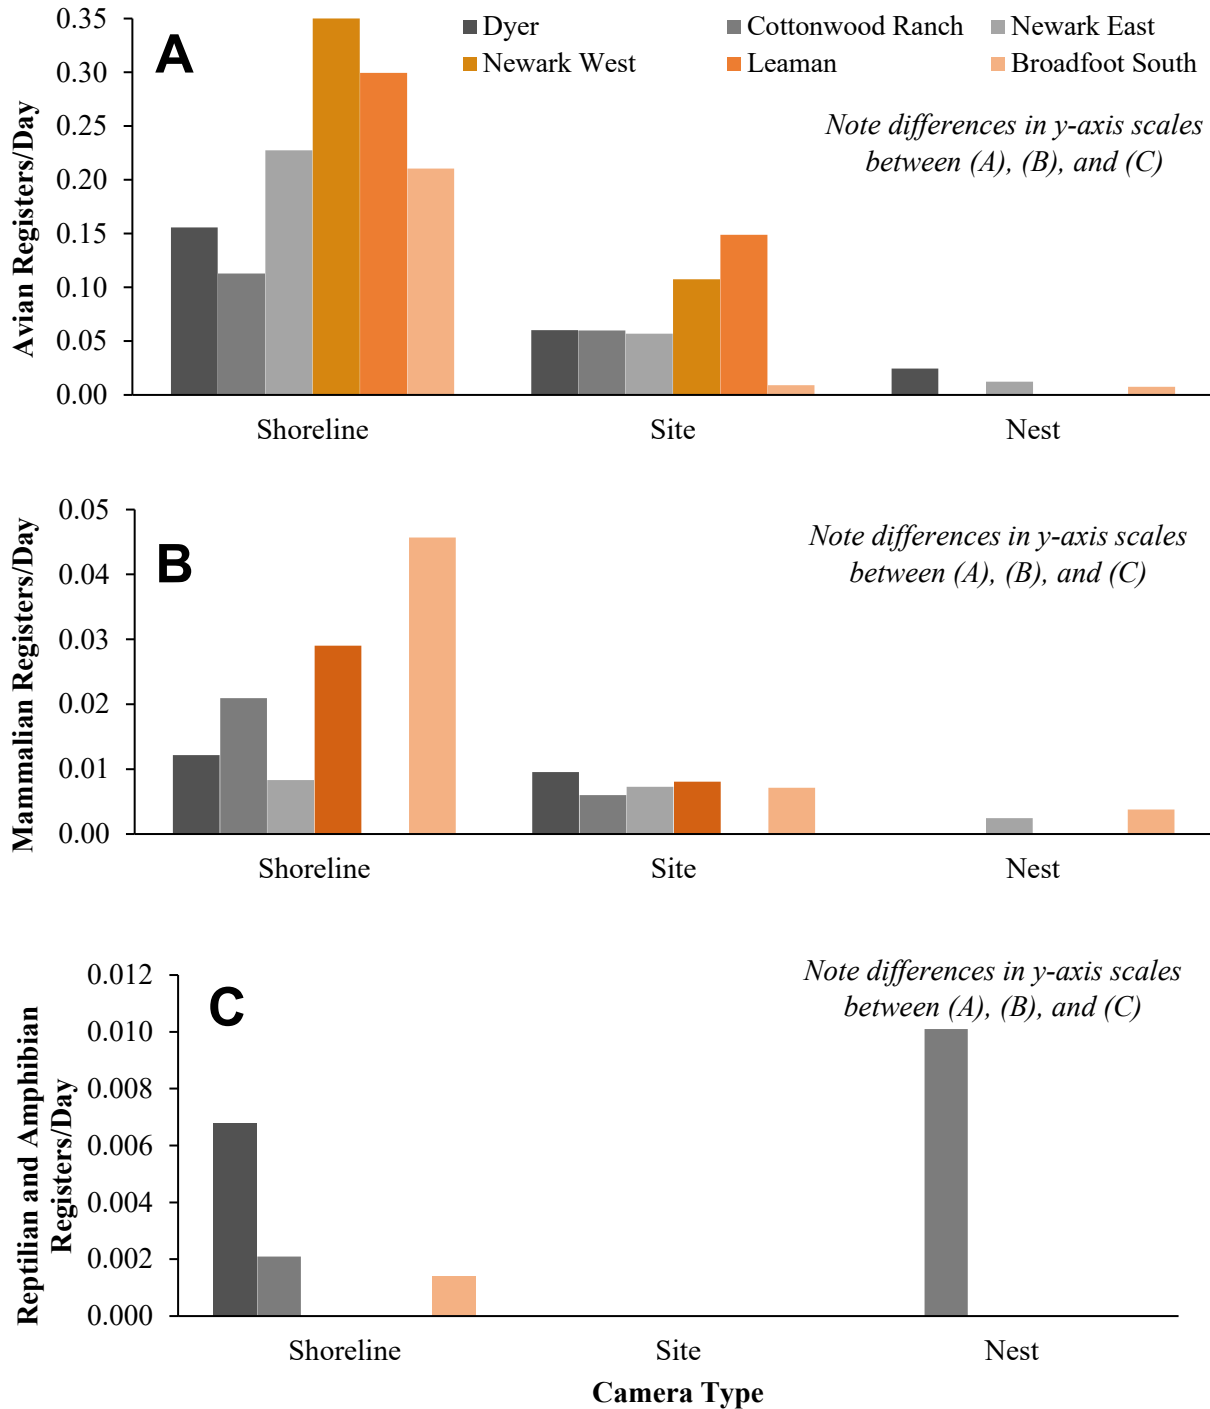 A
Dyer
Cottonwood Ranch
Newark East
Newark West
Leaman
Broadfoot South
Note differences in y-axis scales
between (A), (B), and (C)
Avian Registers/Day
0.35
0.30
0.25
0.20
0.15
0.10
0.05
0.00
Shoreline
Site
Nest
B
Note differences in y-axis scales
between (A), (B), and (C)
Mammalian Registers/Day
0.05
0.04
0.03
0.02
0.01
0.00
Shoreline
Site
Nest
C
Note differences in y-axis scales
between (A), (B), and (C)
Reptilian and Amphibian
Registers/Day
0.012
0.010
0.008
0.006
0.004
0.002
0.000
Shoreline
Site
Nest
Camera Type